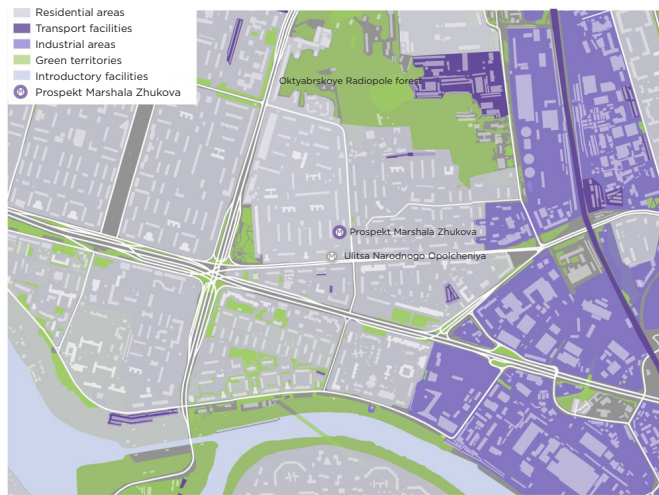 Residential areas
Transport facilities
Industrial areas
Green territories
Introductory facilities
M Prospekt Marshala Zhukova
Oktyabrskoye Radiopole forest
M Prospekt Marshala Zhukova
M Ulitsa Narodnogo Opolcheniya